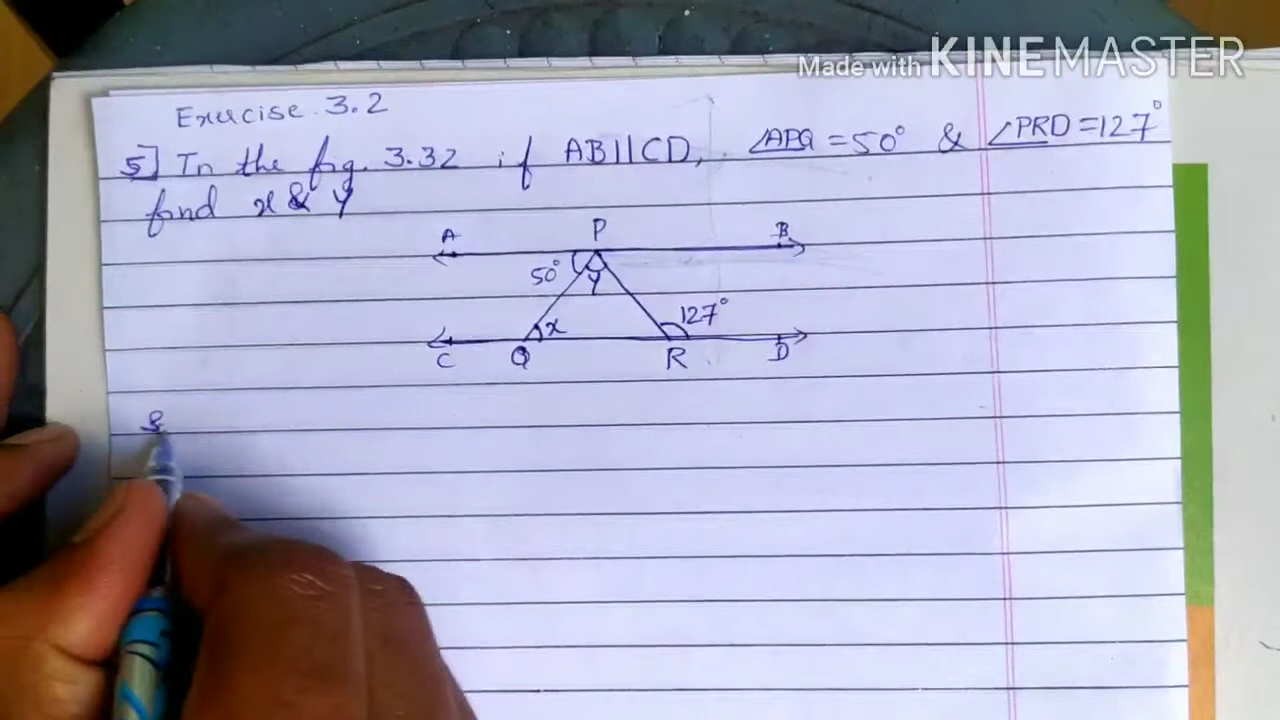 Made with KINEMASTER
Exercise 3.2
5] In the fig. 3.32 if AB||CD, ∠APQ = 50° & ∠PRD = 127°
find x & y
A P B
50° y
x 127°
C Q R D